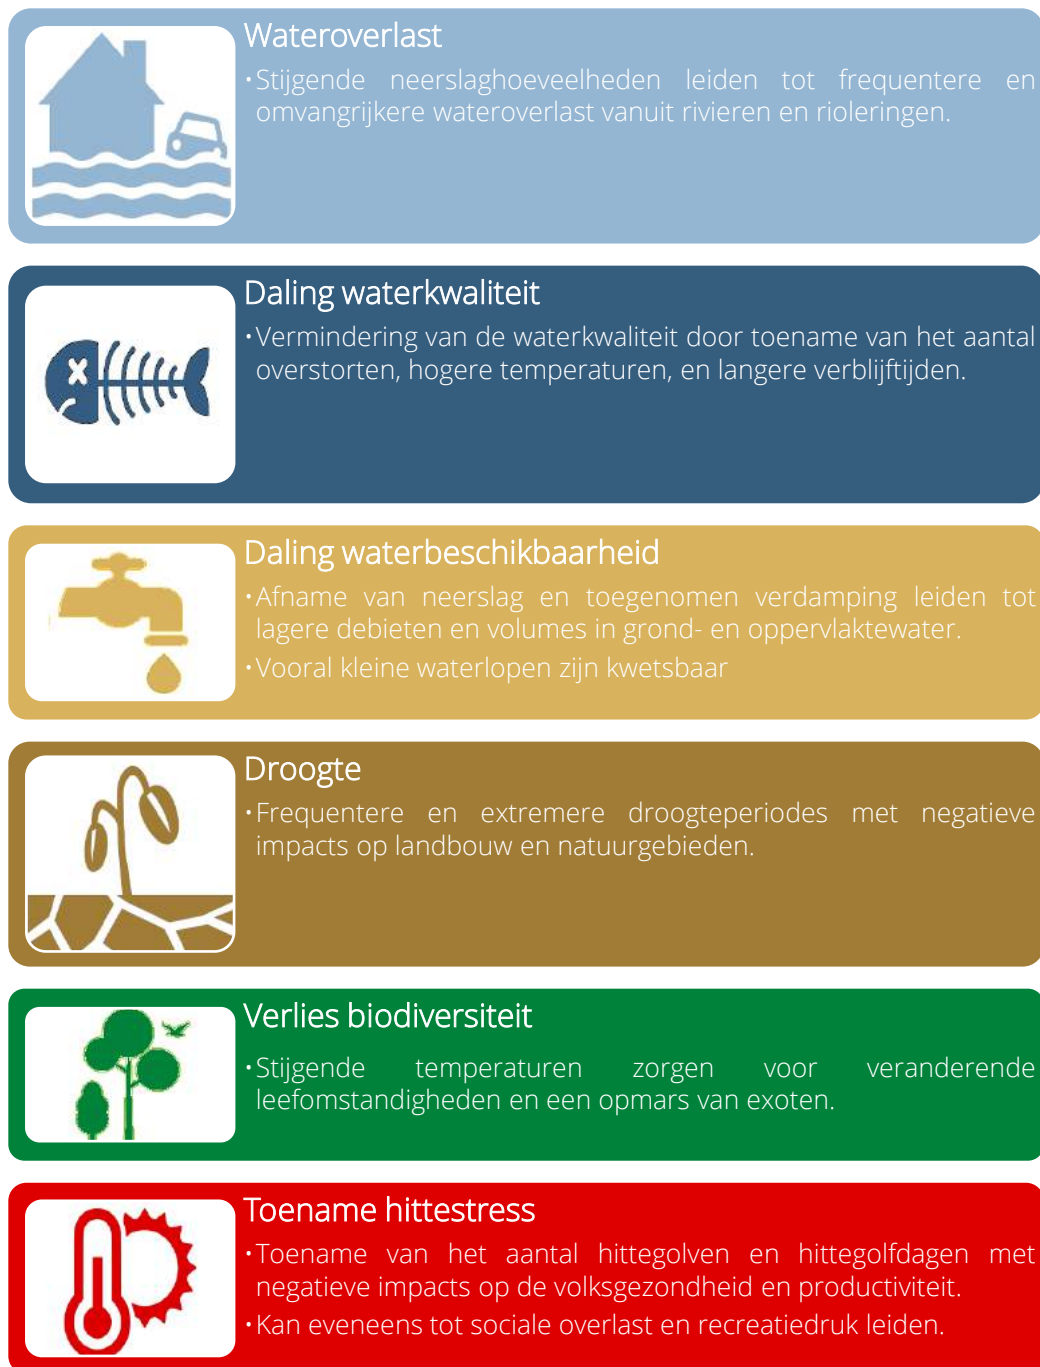 Wateroverlast
·Stijgende neerslaghoeveelheden leiden tot frequentere en
omvangrijkere wateroverlast vanuit rivieren en rioleringen.
Daling waterkwaliteit
·Vermindering van de waterkwaliteit door toename van het aantal
overstorten, hogere temperaturen, en langere verblijftijden.
Daling waterbeschikbaarheid
·Afname van neerslag en toegenomen verdamping leiden tot
lagere debieten en volumes in grond- en oppervlaktewater.
·Vooral kleine waterlopen zijn kwetsbaar
Droogte
·Frequentere en extremere droogteperiodes met negatieve
impacts op landbouw en natuurgebieden.
Verlies biodiversiteit
·Stijgende temperaturen zorgen voor veranderende
leefomstandigheden en een opmars van exoten.
Toename hittestress
·Toename van het aantal hittegolven en hittegolfdagen met
negatieve impacts op de volksgezondheid en productiviteit.
·Kan eveneens tot sociale overlast en recreatiedruk leiden.